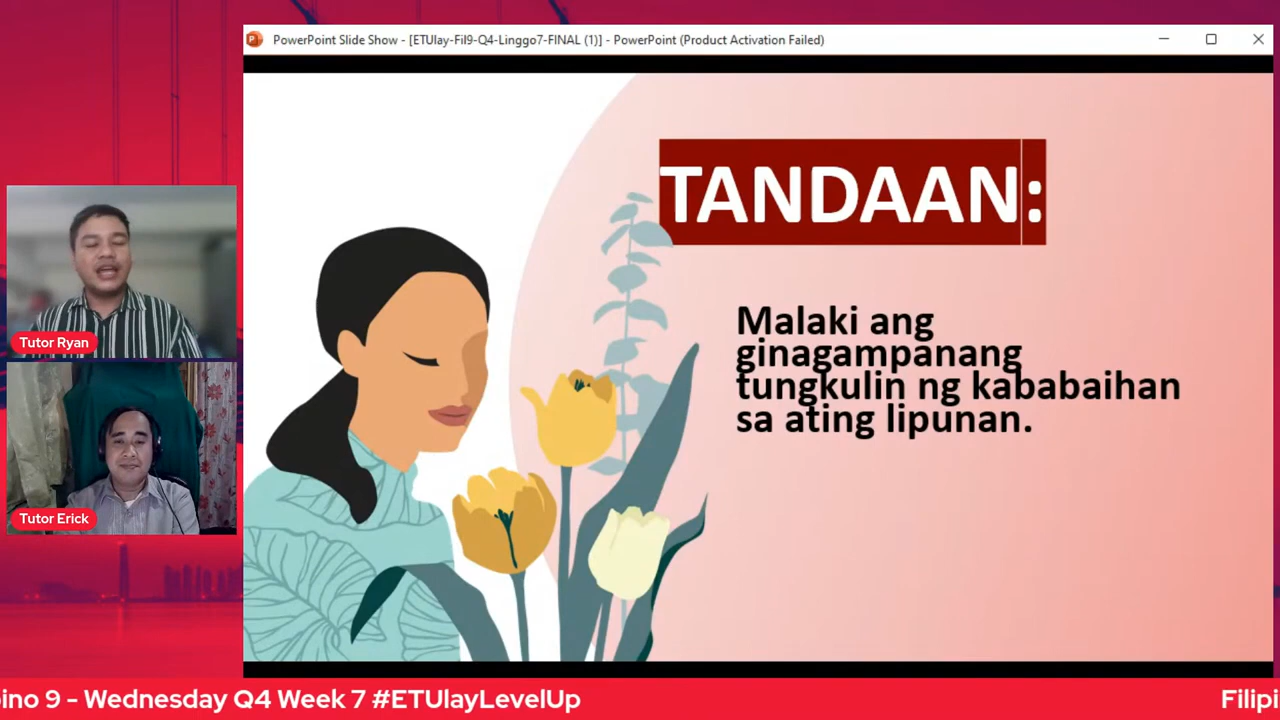 PowerPoint Slide Show - [ETUlay-Fil9-Q4-Linggo7-FINAL (1)] - PowerPoint (Product Activation Failed)
TANDAAN:
Malaki ang
ginagampanang
tungkulin ng kababaihan
sa ating lipunan.
Tutor Ryan
Tutor Erick
ino 9 - Wednesday Q4 Week 7 #ETUlayLevelUp
Filipi